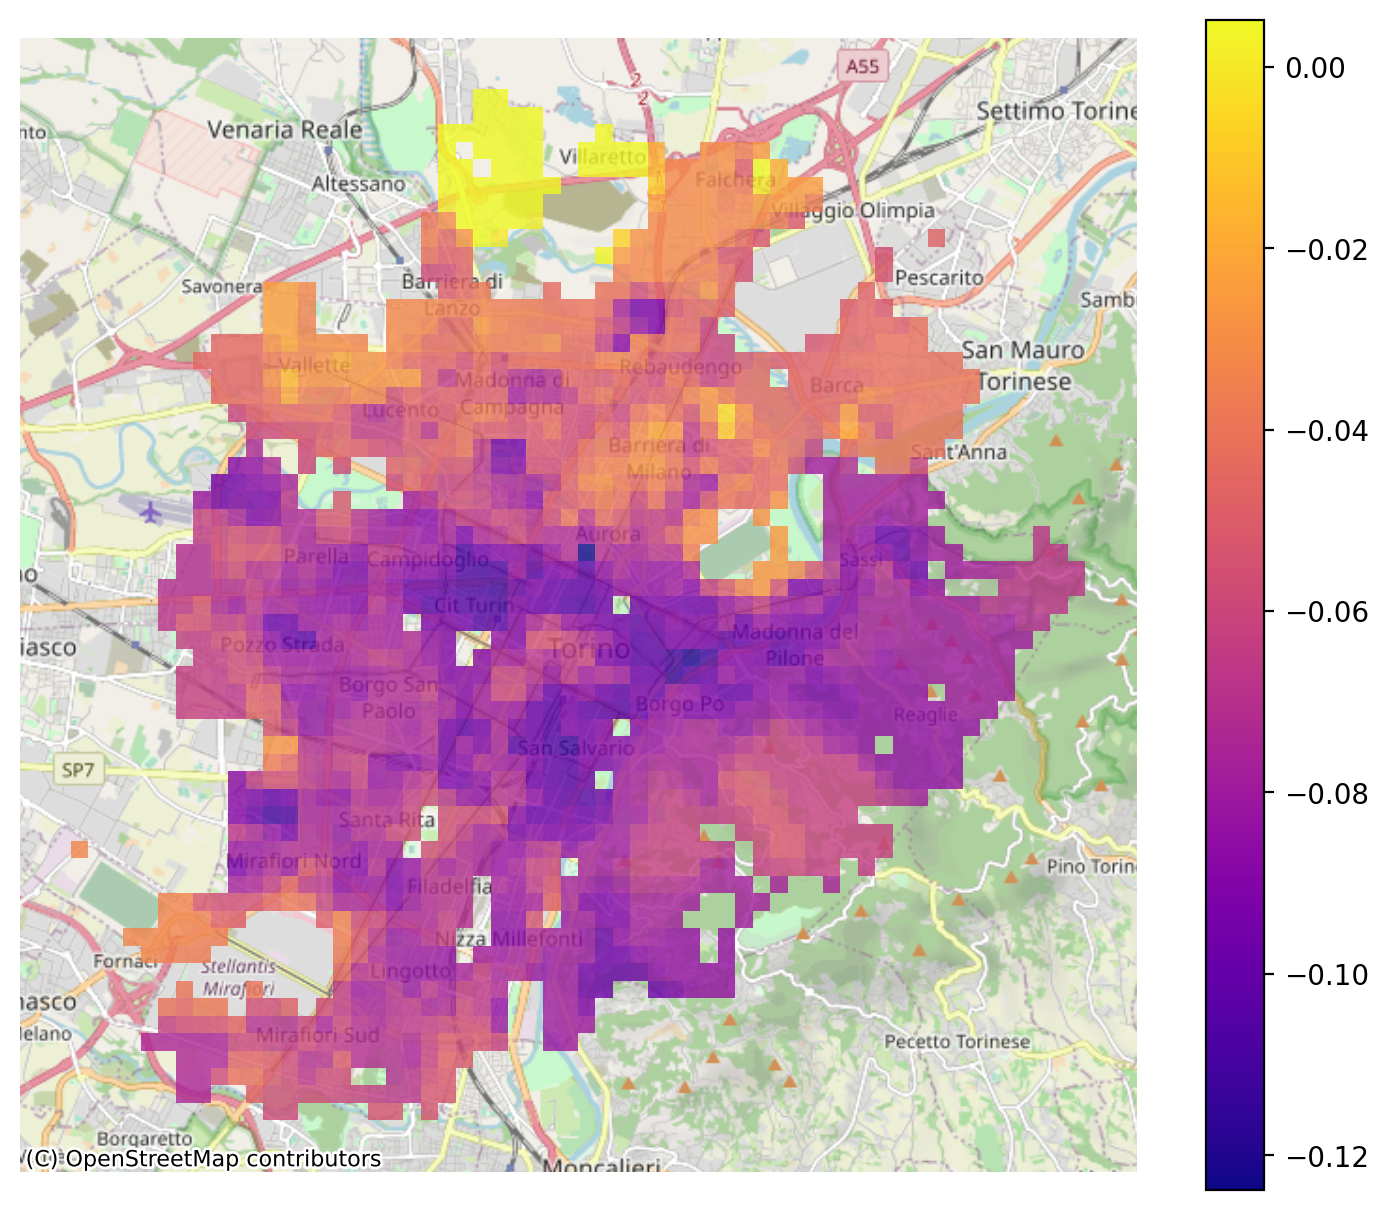 A55
Settimo Torine
Venaria Reale
nto
2
2
Villaretto
Altessano
Falchera
Villaggio Olimpia
Pescarito
Savonera
Barriera di
Lanzo
Samb
San Mauro
Torinese
Vallette
Rebaudengo
Madonna di
Campagna
Barca
Lucento
Barriera di
Milano
Sant'Anna
Aurora
Parella
Campidoglio
Sassi
Cit Turin
Madonna del
Pilone
Pozzo Strada
Torino
iasco
Borgo San
Paolo
Borgo Po
Reaglie
San Salvario
SP7
Santa Rita
Mirafiori Nord
Filadelfia
Pino Torin
Nizza Millefonti
Fornaci
Stellantis
Mirafiori
Lingotto
nasco
delano
Mirafiori Sud
Pecetto Torinese
Borgaretto
Moncalieri
(C) OpenStreetMap contributors
0.00
−0.02
−0.04
−0.06
−0.08
−0.10
−0.12